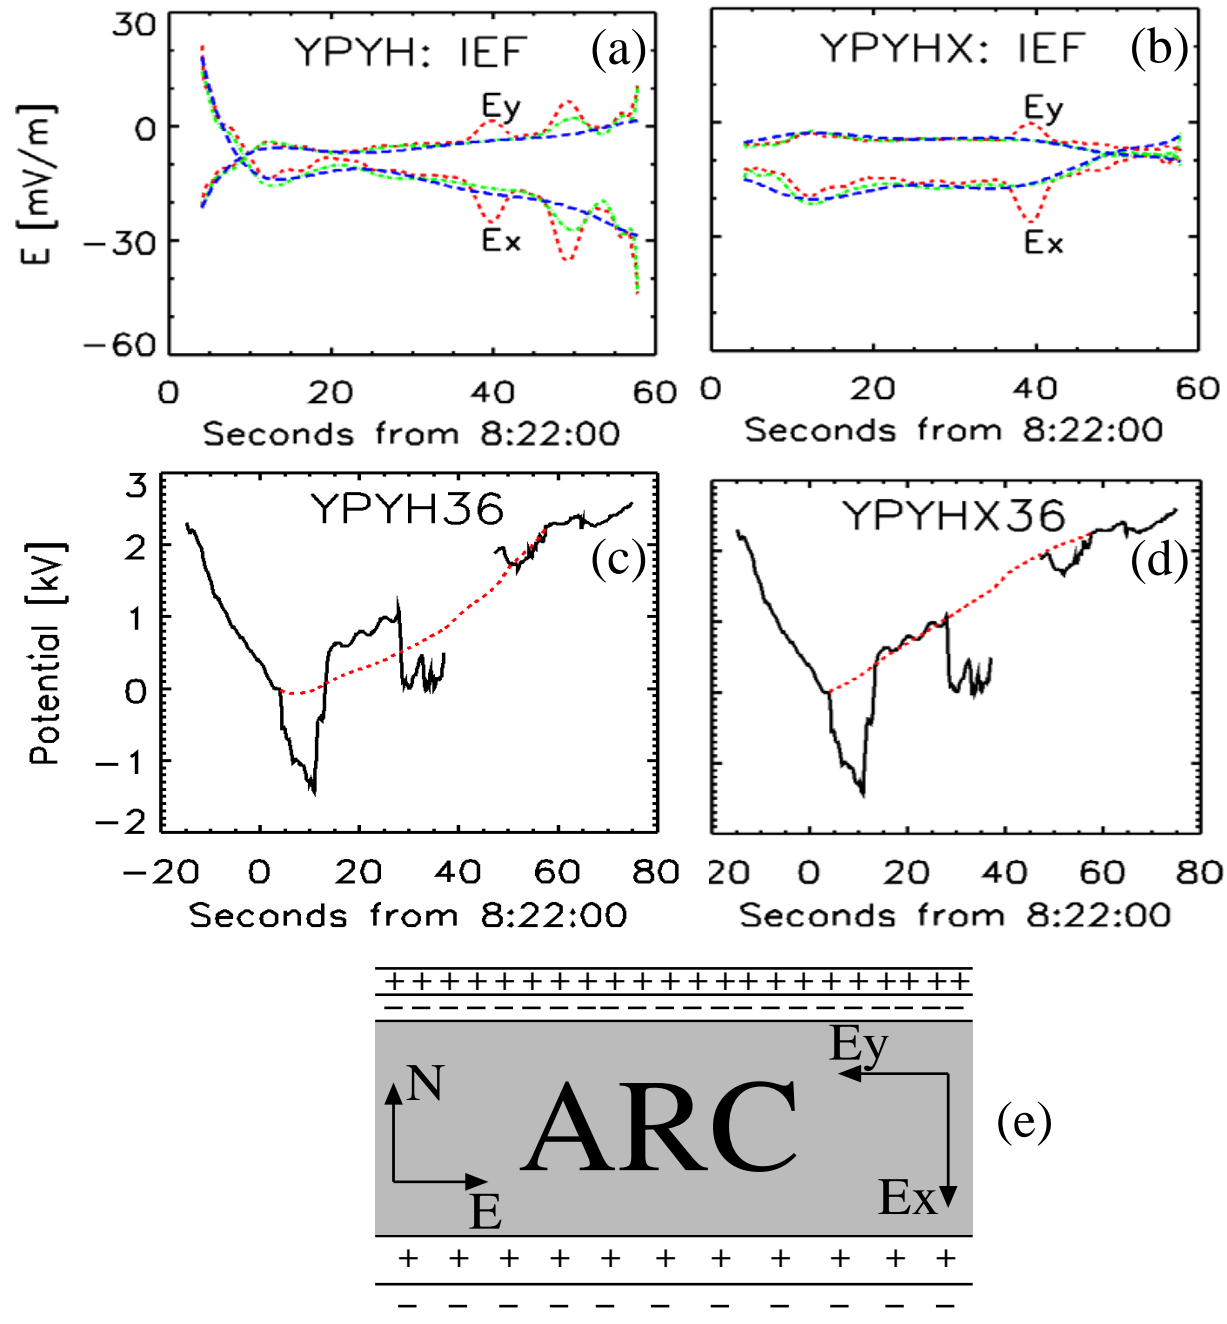 YPYH: IEF (a)
30
0
−30
−60
E [mV/m]
Ey
Ex
0 20 40 60
Seconds from 8:22:00
YPYHX: IEF (b)
Ey
Ex
0 20 40 60
Seconds from 8:22:00
YPYH36
(c)
3
2
1
0
−1
−2
Potential [kV]
−20 0 20 40 60 80
Seconds from 8:22:00
YPYHX36
(d)
20 0 20 40 60 80
Seconds from 8:22:00
+ + + + + + + + + + + + + + + + + + + + + +
− − − − − − − − − − − − − − − − − − − − − −
Ey
N
ARC
(e)
Ex
E
+ + + + + + + + + + +
− − − − − − − − − − −